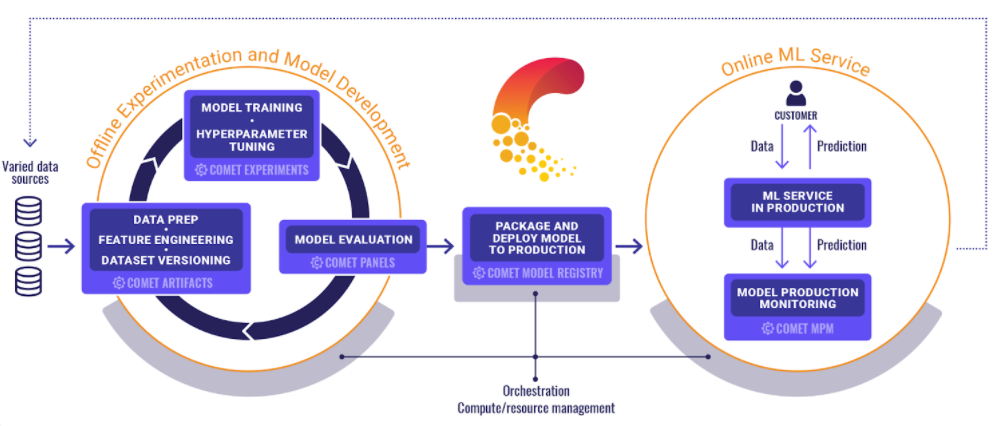 Offline Experimentation and Model Development
Online ML Service
MODEL TRAINING
•
HYPERPARAMETER
TUNING
COMET EXPERIMENTS
Varied data
sources
DATA PREP
•
FEATURE ENGINEERING
•
DATASET VERSIONING
COMET ARTIFACTS
MODEL EVALUATION
COMET PANELS
PACKAGE AND
DEPLOY MODEL
TO PRODUCTION
COMET MODEL REGISTRY
CUSTOMER
Data
Prediction
ML SERVICE
IN PRODUCTION
Data
Prediction
MODEL PRODUCTION
MONITORING
COMET MPM
Orchestration
Compute/resource management